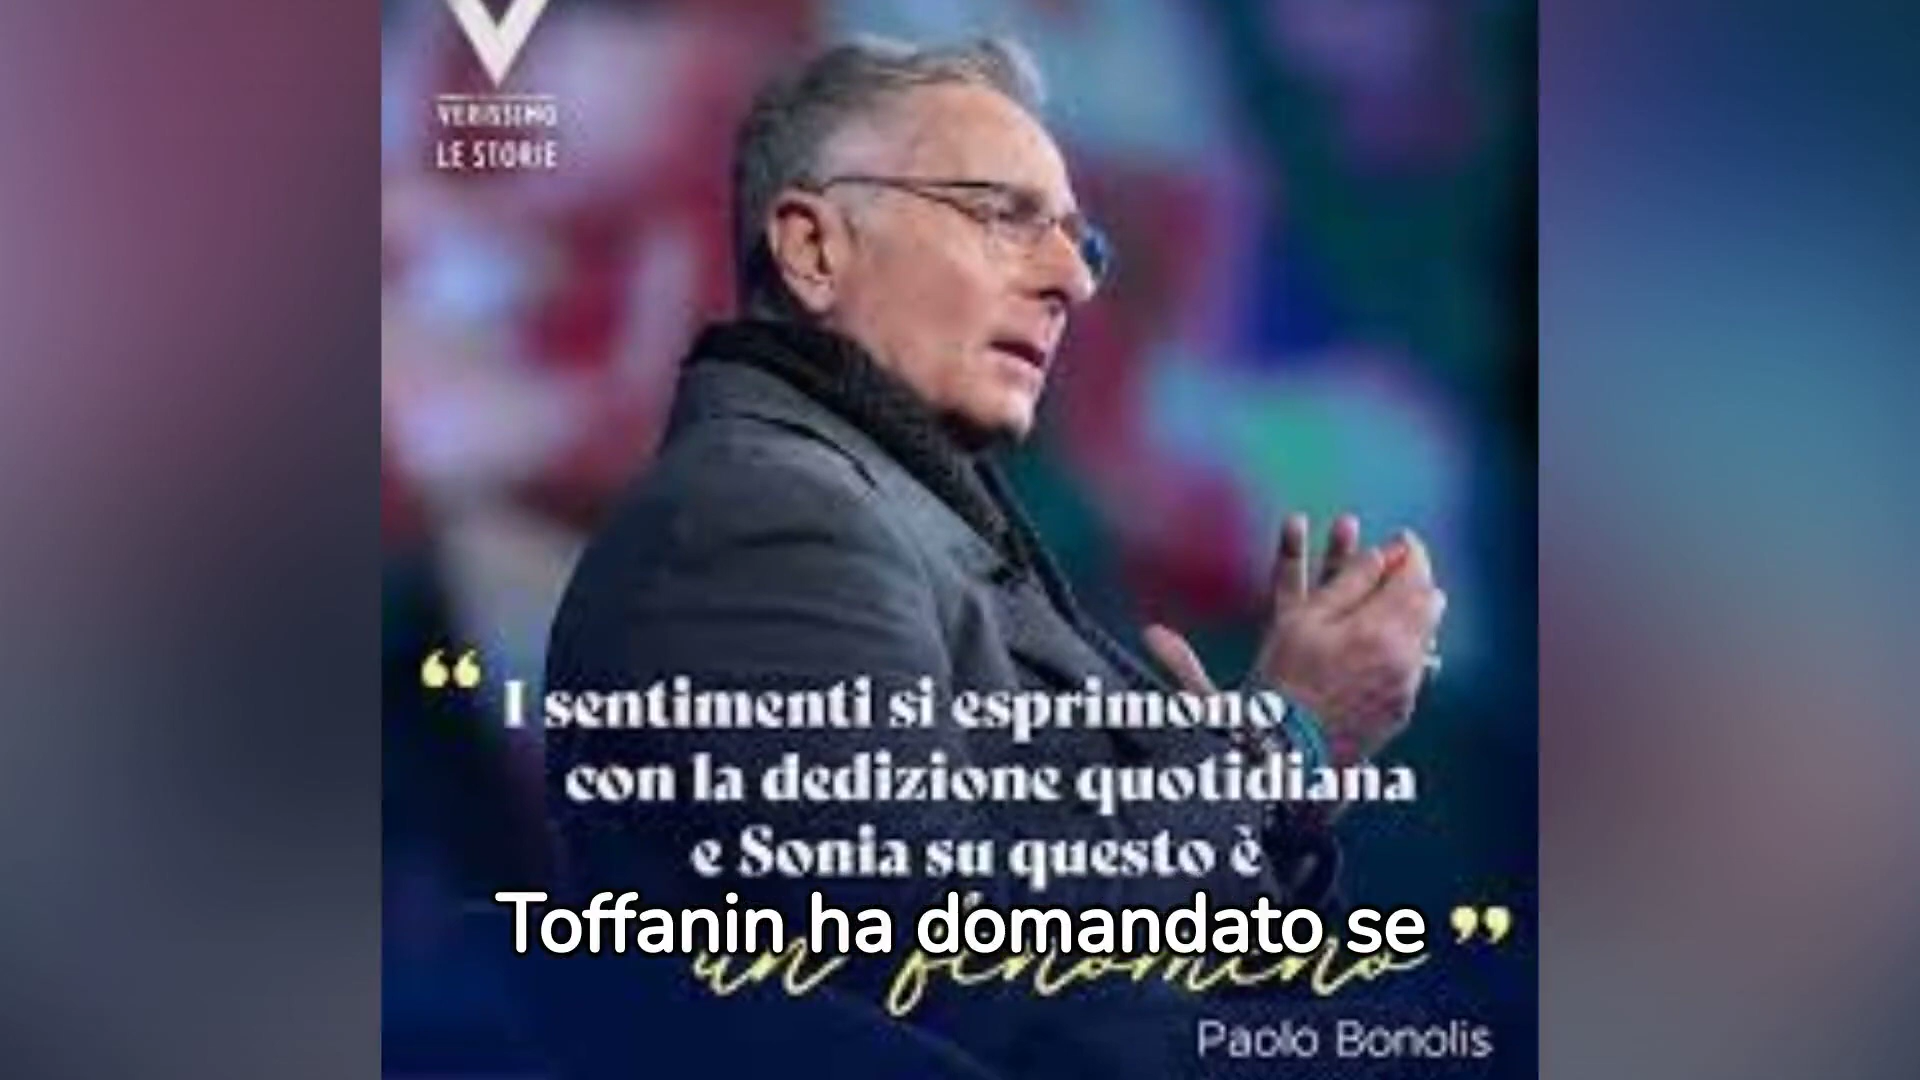 VERISSIMO
LE STORIE
“ I sentimenti si esprimono
con la dedizione quotidiana
e Sonia su questo è
Toffanin ha domandato se
un fenomeno ”
Paolo Bonolis